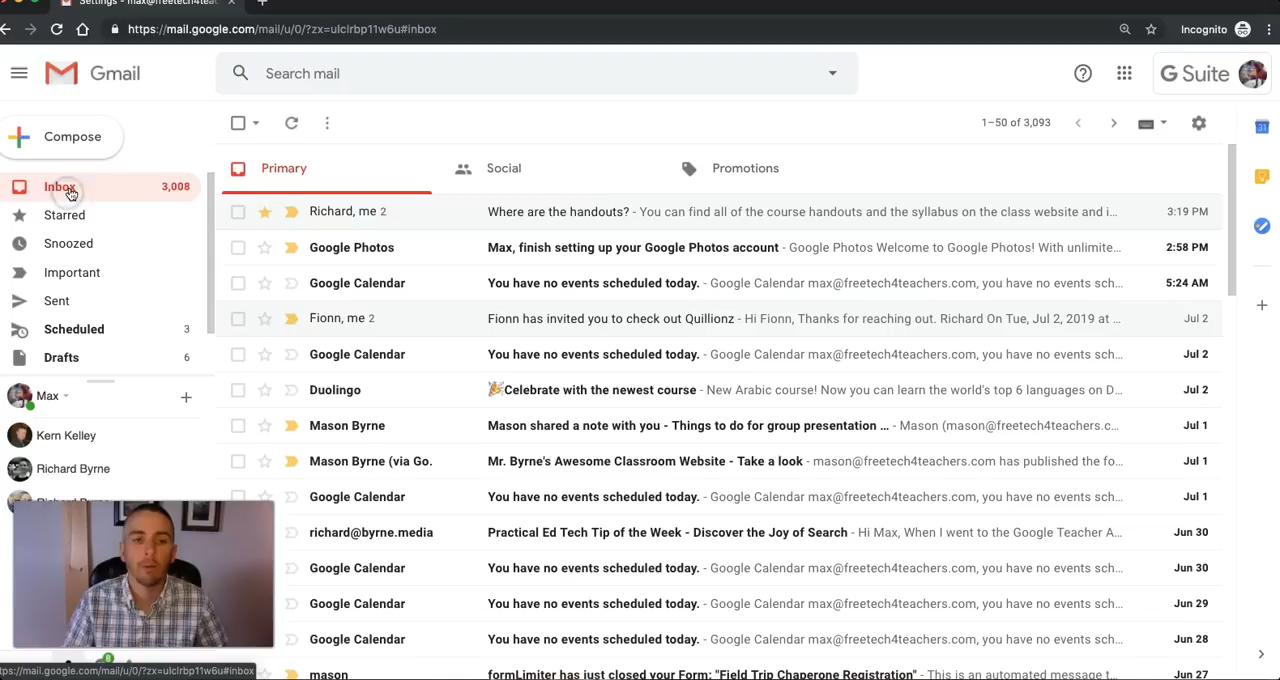 Settings - max@freetech4tea
https://mail.google.com/mail/u/0/?zx=ulclrbp11w6u#inbox
Incognito
Gmail
Search mail
G Suite
Compose
1–50 of 3,093
Primary
Social
Promotions
Inbox 3,008
Starred
Snoozed
Important
Sent
Scheduled 3
Drafts 6
Max
Kern Kelley
Richard Byrne
Richard Byrne
Richard, me 2 Where are the handouts? - You can find all of the course handouts and the syllabus on the class website and i... 3:19 PM
Google Photos Max, finish setting up your Google Photos account - Google Photos Welcome to Google Photos! With unlimite... 2:58 PM
Google Calendar You have no events scheduled today. - Google Calendar max@freetech4teachers.com, you have no events sch... 5:24 AM
Fionn, me 2 Fionn has invited you to check out Quillionz - Hi Fionn, Thanks for reaching out. Richard On Tue, Jul 2, 2019 at ... Jul 2
Google Calendar You have no events scheduled today. - Google Calendar max@freetech4teachers.com, you have no events sch... Jul 2
Duolingo 🎉Celebrate with the newest course - New Arabic course! Now you can learn the world's top 6 languages on D... Jul 2
Mason Byrne Mason shared a note with you - Things to do for group presentation ... - Mason (mason@freetech4teachers.c... Jul 1
Mason Byrne (via Go. Mr. Byrne's Awesome Classroom Website - Take a look - mason@freetech4teachers.com has published the fo... Jul 1
Google Calendar You have no events scheduled today. - Google Calendar max@freetech4teachers.com, you have no events sch... Jul 1
richard@byrne.media Practical Ed Tech Tip of the Week - Discover the Joy of Search - Hi Max, When I went to the Google Teacher A... Jun 30
Google Calendar You have no events scheduled today. - Google Calendar max@freetech4teachers.com, you have no events sch... Jun 30
Google Calendar You have no events scheduled today. - Google Calendar max@freetech4teachers.com, you have no events sch... Jun 29
Google Calendar You have no events scheduled today. - Google Calendar max@freetech4teachers.com, you have no events sch... Jun 28
mason formLimiter has just closed your Form: "Field Trip Chaperone Registration" - This is an automated message t... Jun 27
31
8
tps://mail.google.com/mail/u/0/?zx=ulclrbp11w6u#inbox